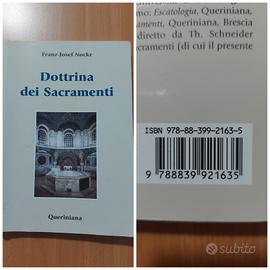 Franz-Josef Nocke
Dottrina
dei Sacramenti
Queriniana
mo: Escatologia, Queriniana,
amenti, Queriniana, Brescia
diretto da Th. Schneider
cramenti (di cui il presente
ISBN 978-88-399-2163-5
9 788839 921635
subito